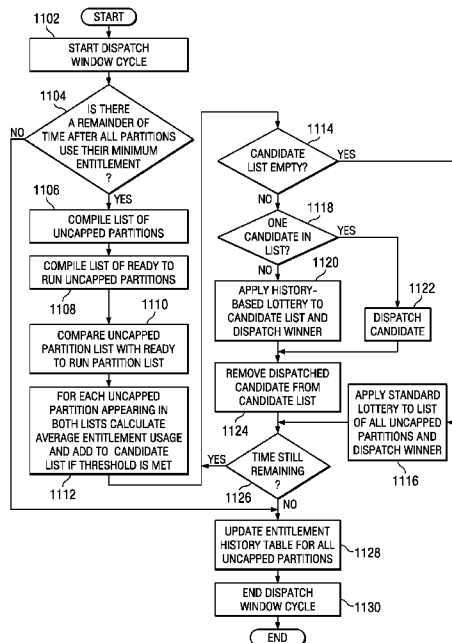 START
1102
START DISPATCH
WINDOW CYCLE
1104
IS THERE
A REMAINDER OF
TIME AFTER ALL PARTITIONS
USE THEIR MINIMUM
ENTITLEMENT
?
NO
YES
1106
COMPILE LIST OF
UNCAPPED PARTITIONS
COMPILE LIST OF READY TO
RUN UNCAPPED PARTITIONS
1108
1110
COMPARE UNCAPPED
PARTITION LIST WITH READY
TO RUN PARTITION LIST
FOR EACH UNCAPPED
PARTITION APPEARING IN
BOTH LISTS CALCULATE
AVERAGE ENTITLEMENT USAGE
AND ADD TO CANDIDATE
LIST IF THRESHOLD IS MET
1112
1114
CANDIDATE
LIST EMPTY?
YES
NO
1118
ONE
CANDIDATE IN
LIST?
YES
NO
1120
APPLY HISTORY-
BASED LOTTERY TO
CANDIDATE LIST AND
DISPATCH WINNER
1122
DISPATCH
CANDIDATE
REMOVE DISPATCHED
CANDIDATE FROM
CANDIDATE LIST
1124
APPLY STANDARD
LOTTERY TO LIST
OF ALL UNCAPPED
PARTITIONS AND
DISPATCH WINNER
1116
YES
TIME STILL
REMAINING
?
1126
NO
UPDATE ENTITLEMENT
HISTORY TABLE FOR ALL
UNCAPPED PARTITIONS
1128
END DISPATCH
WINDOW CYCLE
1130
END